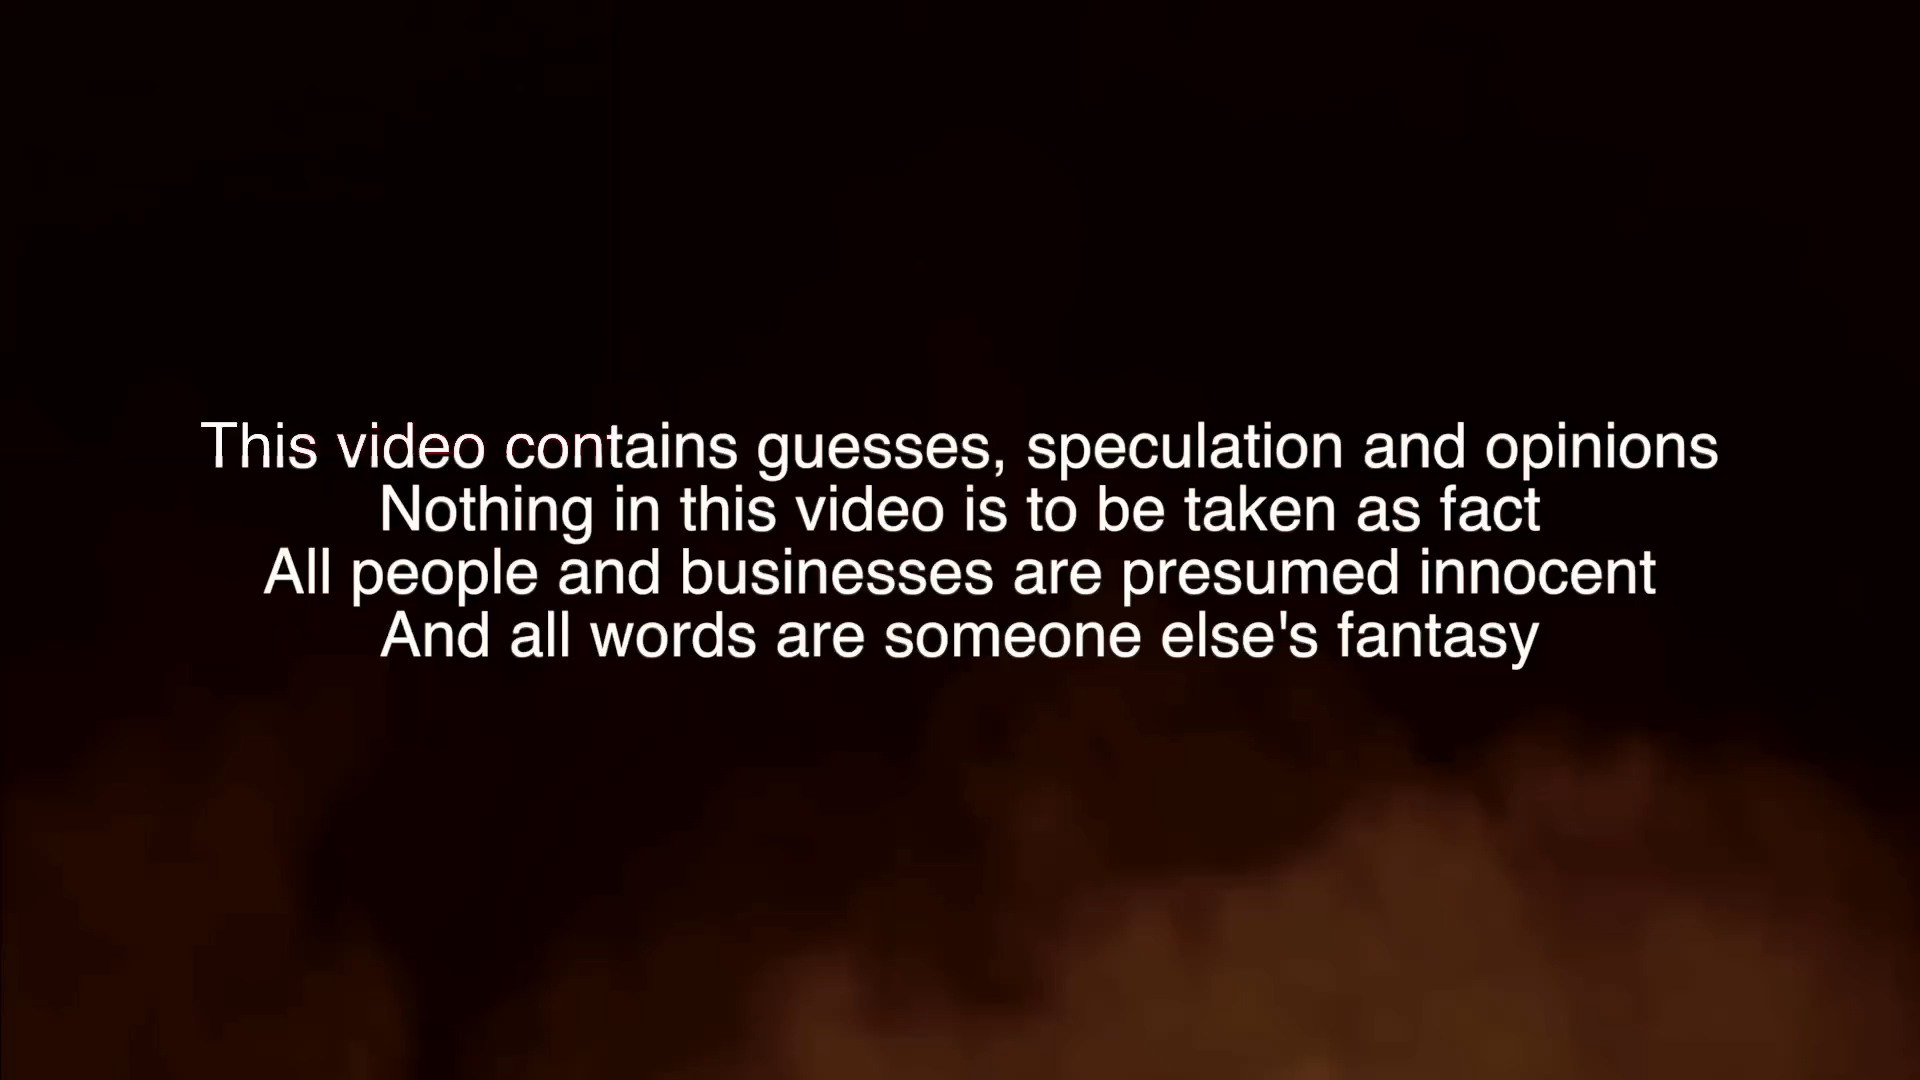 This video contains guesses, speculation and opinions
Nothing in this video is to be taken as fact
All people and businesses are presumed innocent
And all words are someone else's fantasy